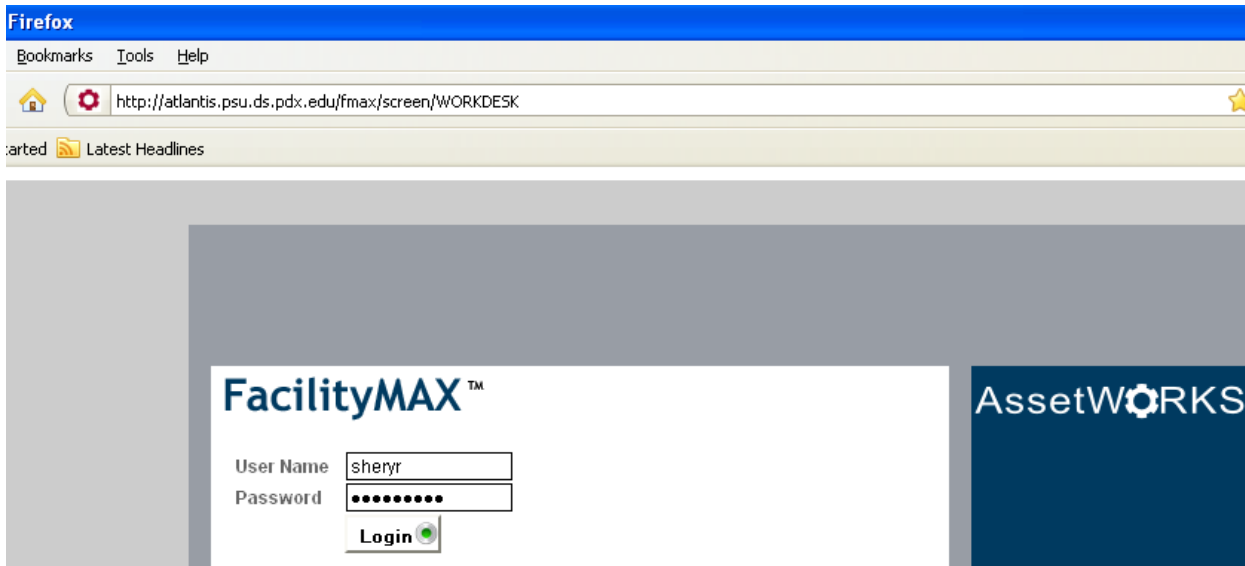 Firefox
Bookmarks Tools Help
http://atlantis.psu.ds.pdx.edu/fmax/screen/WORKDESK
Latest Headlines
FacilityMAX™
AssetWORKS
User Name sheryr
Password •••••••••
Login